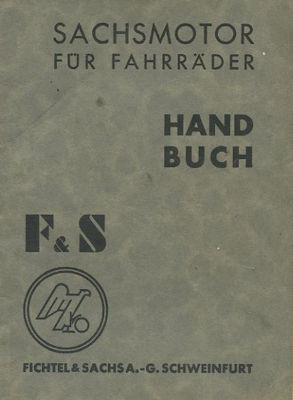 SACHSMOTOR
FÜR FAHRRÄDER
HAND
BUCH
F&S
FICHTEL & SACHS A.-G. SCHWEINFURT